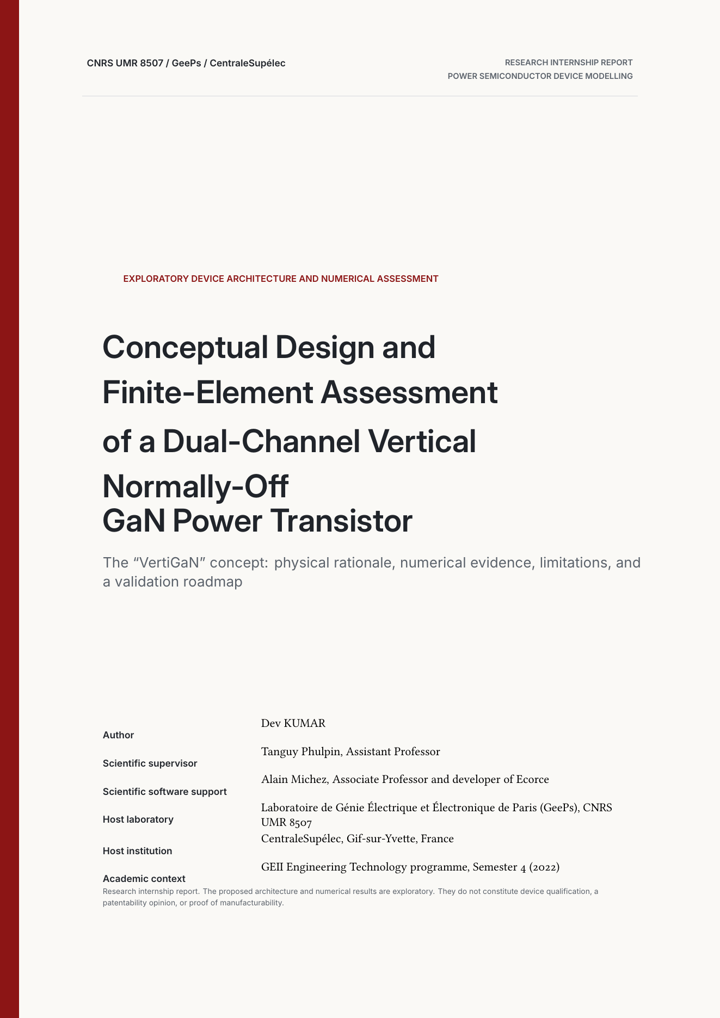 CNRS UMR 8507 / GeePs / CentraleSupélec
RESEARCH INTERNSHIP REPORT
POWER SEMICONDUCTOR DEVICE MODELLING
EXPLORATORY DEVICE ARCHITECTURE AND NUMERICAL ASSESSMENT
Conceptual Design and
Finite-Element Assessment
of a Dual-Channel Vertical
Normally-Off
GaN Power Transistor
The “VertiGaN” concept: physical rationale, numerical evidence, limitations, and
a validation roadmap
Author
Dev KUMAR
Scientific supervisor
Tanguy Phulpin, Assistant Professor
Scientific software support
Alain Michez, Associate Professor and developer of Ecorce
Host laboratory
Laboratoire de Génie Électrique et Électronique de Paris (GeePs), CNRS
UMR 8507
Host institution
CentraleSupélec, Gif-sur-Yvette, France
Academic context
GEII Engineering Technology programme, Semester 4 (2022)
Research internship report. The proposed architecture and numerical results are exploratory. They do not constitute device qualification, a
patentability opinion, or proof of manufacturability.